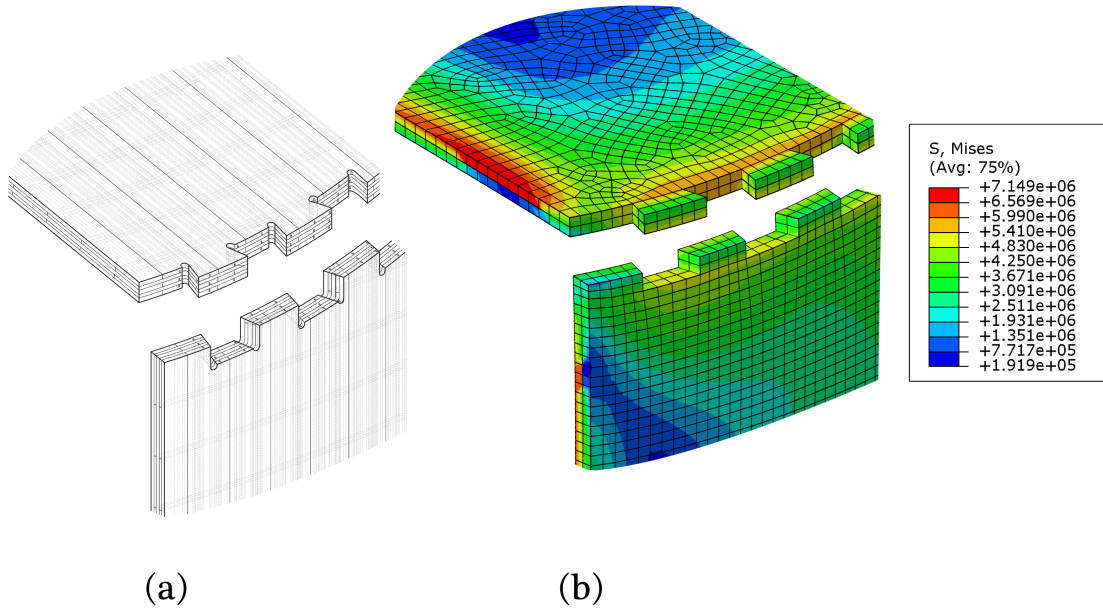 S, Mises
(Avg: 75%)
+7.149e+06
+6.569e+06
+5.990e+06
+5.410e+06
+4.830e+06
+4.250e+06
+3.671e+06
+3.091e+06
+2.511e+06
+1.931e+06
+1.351e+06
+7.717e+05
+1.919e+05
(a)
(b)